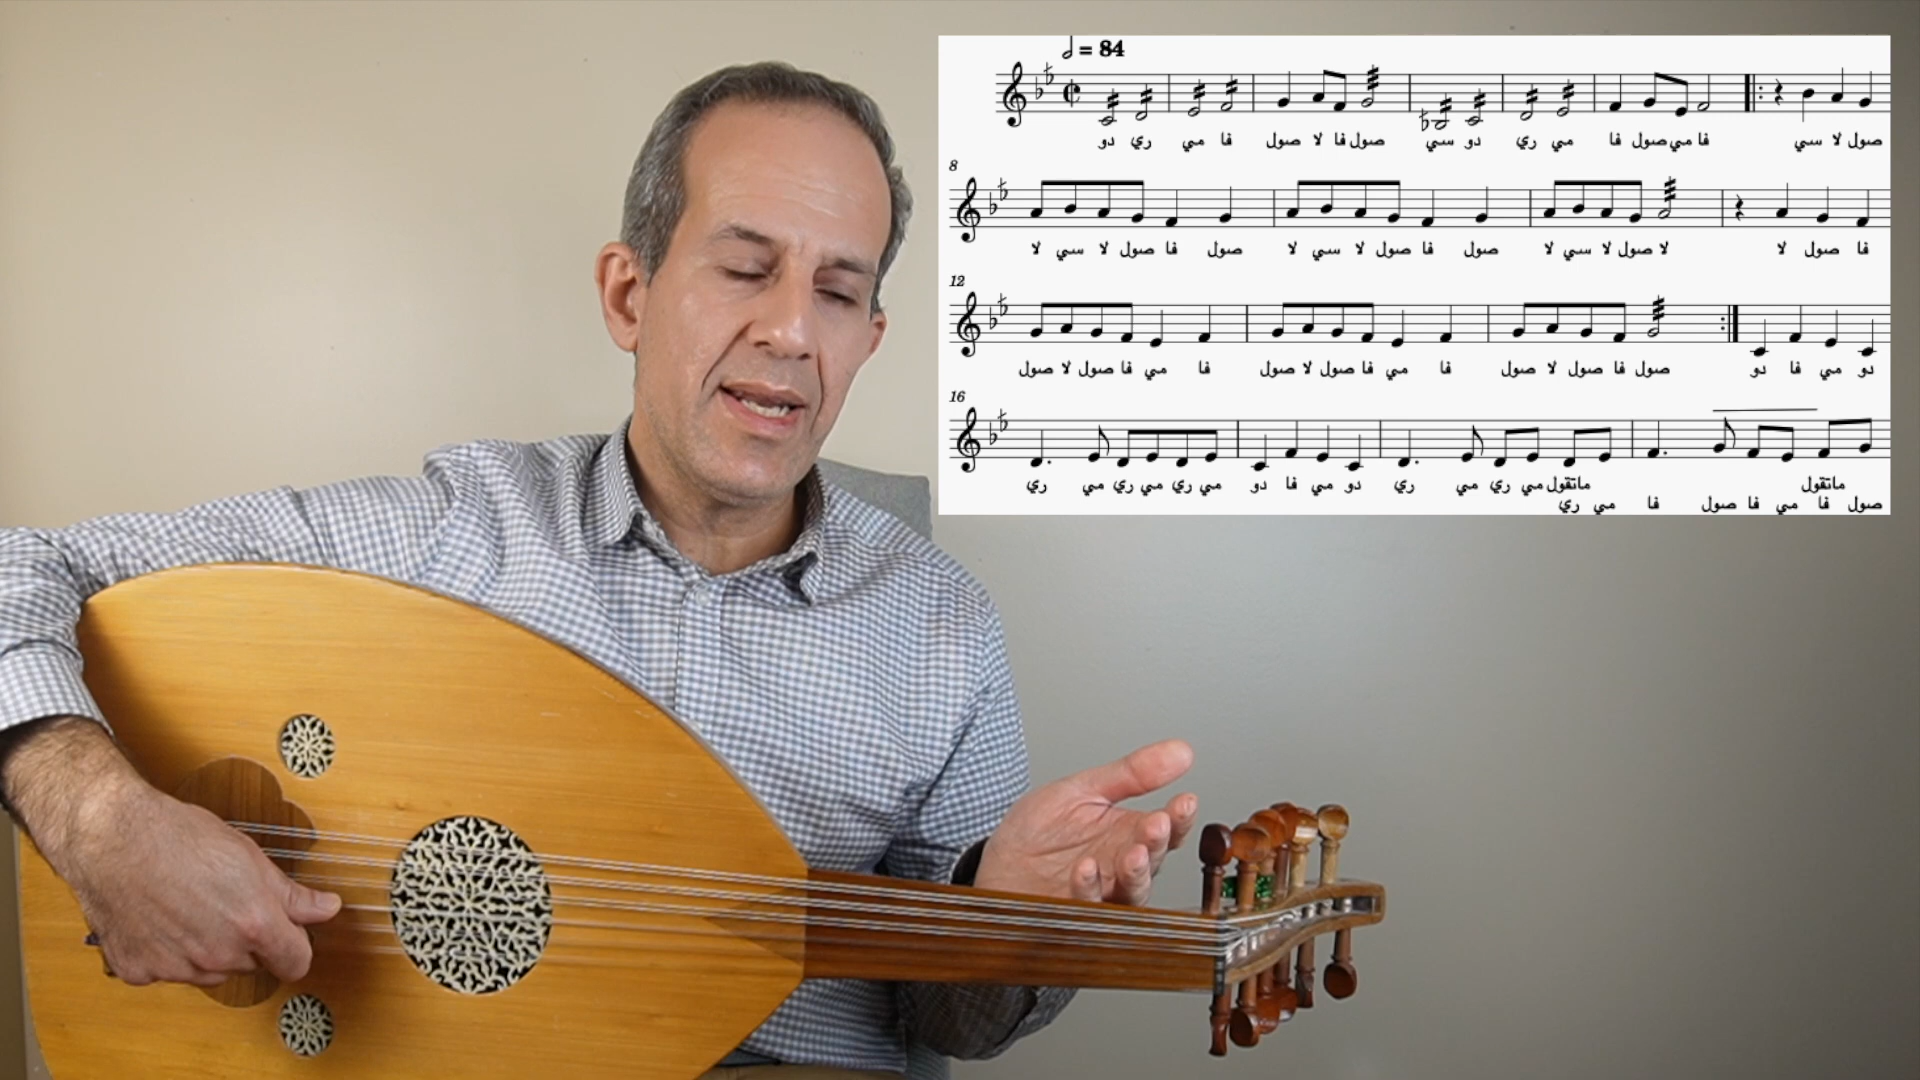 = 84
دو ري مي فا صول لا فا صول سي دو ري مي فا صول مي فا سي لا صول
8
لا سي لا صول فا صول لا سي لا صول فا صول لا سي لا صول لا لا صول فا
12
صول لا صول فا مي فا صول لا صول فا مي فا صول لا صول فا صول دو فا مي دو
16
ري مي ري مي ري مي دو فا مي دو ري مي ري مي ماتقول ماتقول
ري مي فا صول فا مي فا صول